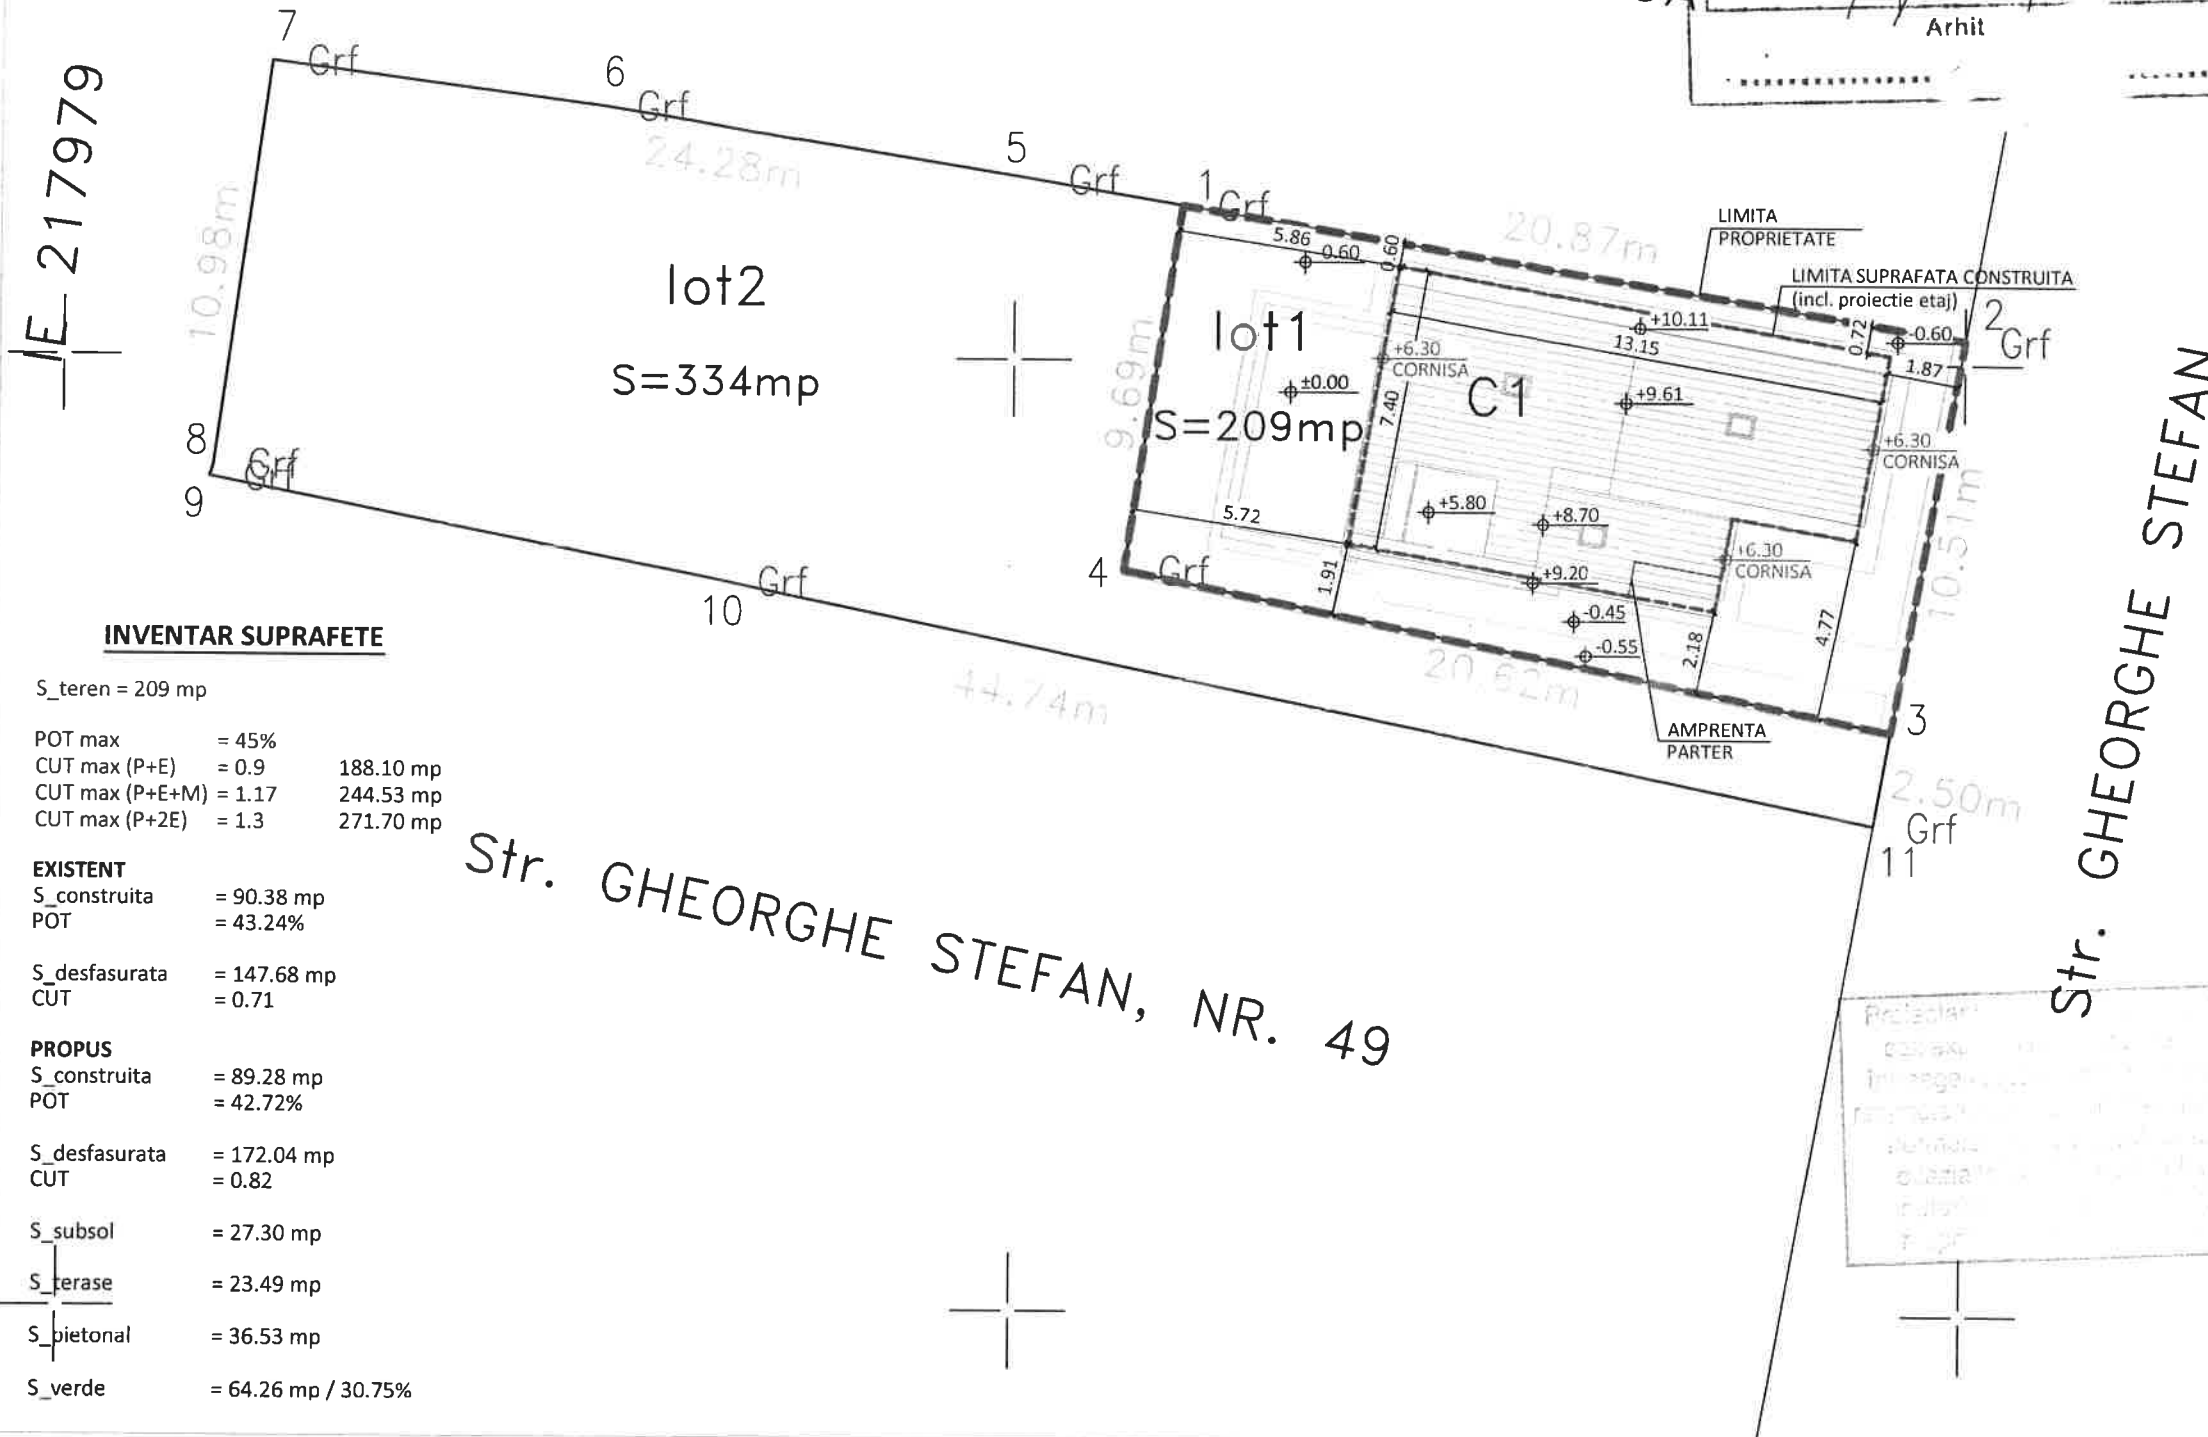 Arhit
IE 217979
7
Grf
6
Grf
24.28m
5
Grf
1
Grf
20.87m
LIMITA
PROPRIETATE
LIMITA SUPRAFATA CONSTRUITA
(incl. proiectie etaj)
2
Grf
10.98m
lot2
S=334mp
9.69m
5.86
0.60
0.60
lot1
±0.00
S=209mp
+6.30
CORNISA
7.40
C1
+10.11
13.15
0.72
-0.60
1.87
+9.61
+6.30
CORNISA
+5.80
+8.70
+6.30
CORNISA
+9.20
5.72
1.91
-0.45
-0.55
2.18
4.77
10.51m
8
Grf
9
10
Grf
4
Grf
20.62m
44.74m
AMPRENTA
PARTER
3
2.50m
Grf
11
Str. GHEORGHE STEFAN
Str. GHEORGHE STEFAN, NR. 49
INVENTAR SUPRAFETE
S_teren = 209 mp
POT max = 45%
CUT max (P+E) = 0.9 188.10 mp
CUT max (P+E+M) = 1.17 244.53 mp
CUT max (P+2E) = 1.3 271.70 mp
EXISTENT
S_construita = 90.38 mp
POT = 43.24%
S_desfasurata = 147.68 mp
CUT = 0.71
PROPUS
S_construita = 89.28 mp
POT = 42.72%
S_desfasurata = 172.04 mp
CUT = 0.82
S_subsol = 27.30 mp
S_terase = 23.49 mp
S_pietonal = 36.53 mp
S_verde = 64.26 mp / 30.75%